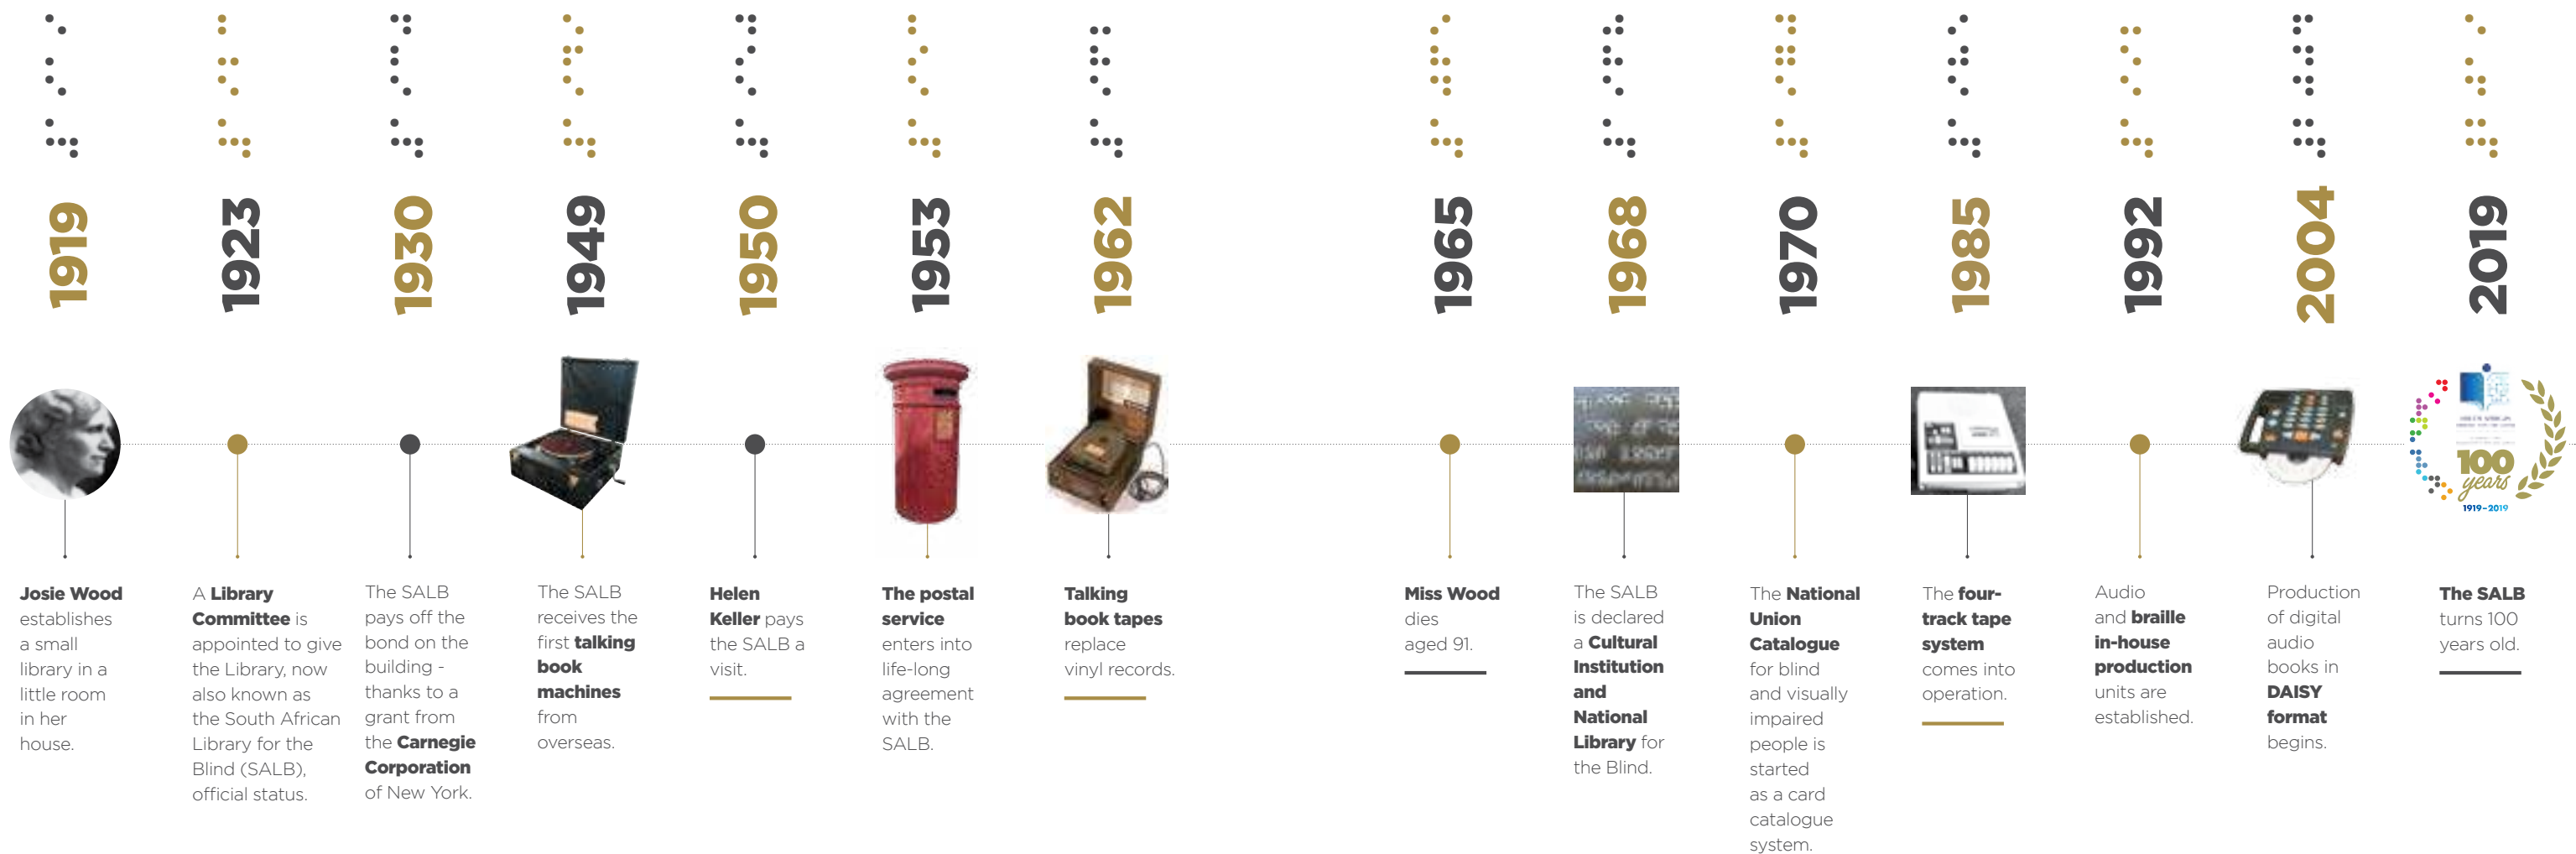 1919
1923
1930
1949
1950
1953
1962
1965
1968
1970
1985
1992
2004
2019
100
years
1919–2019
Josie Wood
establishes
a small
library in a
little room
in her
house.
A Library
Committee is
appointed to give
the Library, now
also known as
the South African
Library for the
Blind (SALB),
official status.
The SALB
pays off the
bond on the
building -
thanks to a
grant from
the Carnegie
Corporation
of New York.
The SALB
receives the
first talking
book
machines
from
overseas.
Helen
Keller pays
the SALB a
visit.
The postal
service
enters into
life-long
agreement
with the
SALB.
Talking
book tapes
replace
vinyl records.
Miss Wood
dies
aged 91.
The SALB
is declared
a Cultural
Institution
and
National
Library for
the Blind.
The National
Union
Catalogue
for blind
and visually
impaired
people is
started
as a card
catalogue
system.
The four-
track tape
system
comes into
operation.
Audio
and braille
in-house
production
units are
established.
Production
of digital
audio
books in
DAISY
format
begins.
The SALB
turns 100
years old.